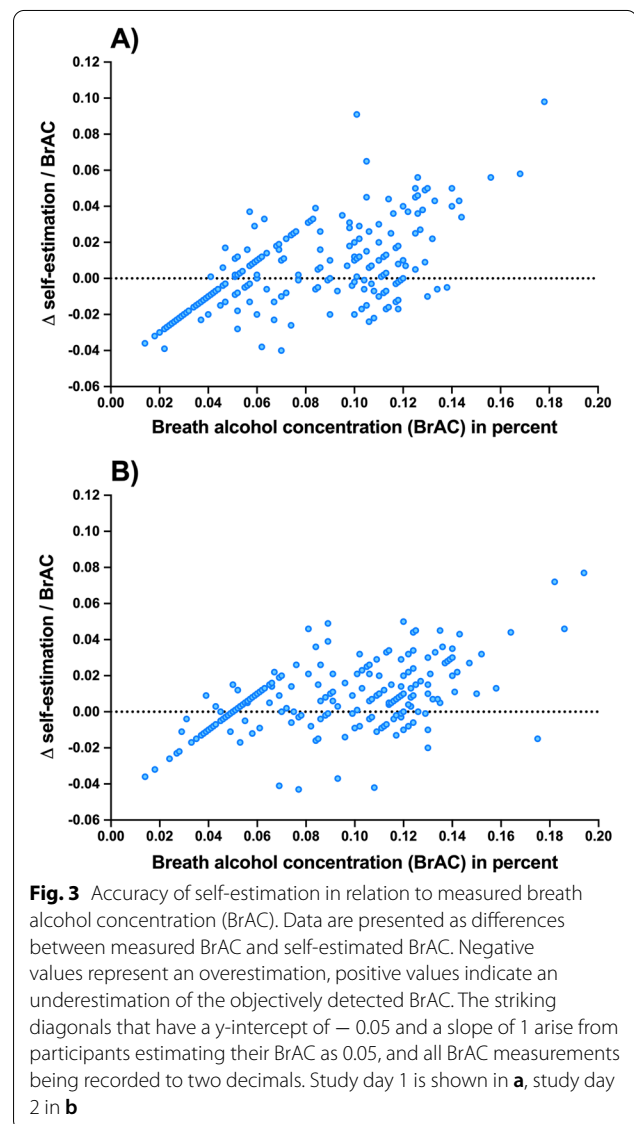 A)
0.12
0.10
0.08
0.06
0.04
0.02
0.00
-0.02
-0.04
-0.06
Δ self-estimation / BrAC
0.00 0.02 0.04 0.06 0.08 0.10 0.12 0.14 0.16 0.18 0.20
Breath alcohol concentration (BrAC) in percent
B)
0.12
0.10
0.08
0.06
0.04
0.02
0.00
-0.02
-0.04
-0.06
Δ self-estimation / BrAC
0.00 0.02 0.04 0.06 0.08 0.10 0.12 0.14 0.16 0.18 0.20
Breath alcohol concentration (BrAC) in percent
Fig. 3 Accuracy of self-estimation in relation to measured breath
alcohol concentration (BrAC). Data are presented as differences
between measured BrAC and self-estimated BrAC. Negative
values represent an overestimation, positive values indicate an
underestimation of the objectively detected BrAC. The striking
diagonals that have a y-intercept of − 0.05 and a slope of 1 arise from
participants estimating their BrAC as 0.05, and all BrAC measurements
being recorded to two decimals. Study day 1 is shown in a, study day
2 in b